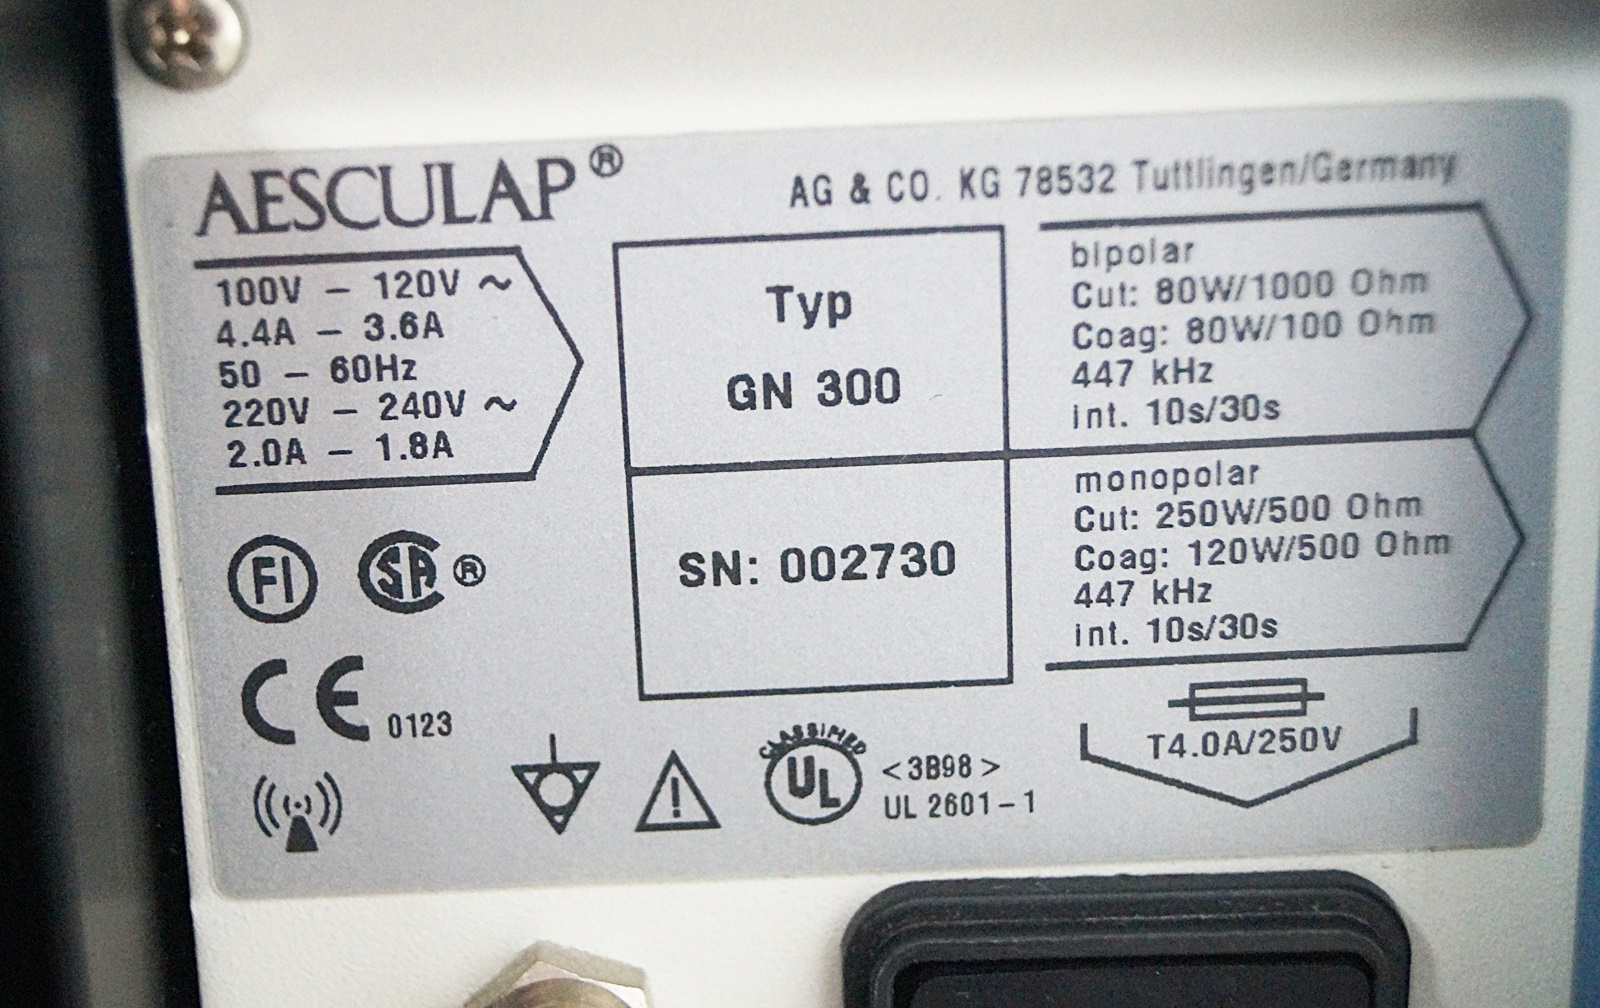 AESCULAP®
AG & CO. KG 78532 Tuttlingen/Germany
100V – 120V ~
4.4A – 3.6A
50 – 60Hz
220V – 240V ~
2.0A – 1.8A
Typ
GN 300
SN: 002730
bipolar
Cut: 80W/1000 Ohm
Coag: 80W/100 Ohm
447 kHz
int. 10s/30s
monopolar
Cut: 250W/500 Ohm
Coag: 120W/500 Ohm
447 kHz
int. 10s/30s
FI
SA®
CE 0123
CLASSIFIED
UL
<3B98>
UL 2601-1
T4.0A/250V